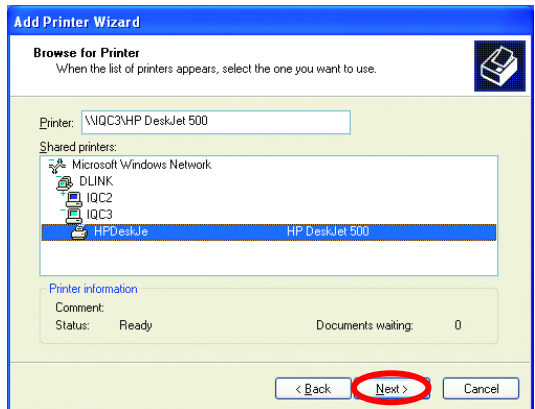 Add Printer Wizard
Browse for Printer
When the list of printers appears, select the one you want to use.
Printer: \\IQC3\HP DeskJet 500
Shared printers:
Microsoft Windows Network
DLINK
IQC2
IQC3
HPDeskJe HP DeskJet 500
Printer information
Comment:
Status: Ready Documents waiting: 0
< Back Next > Cancel